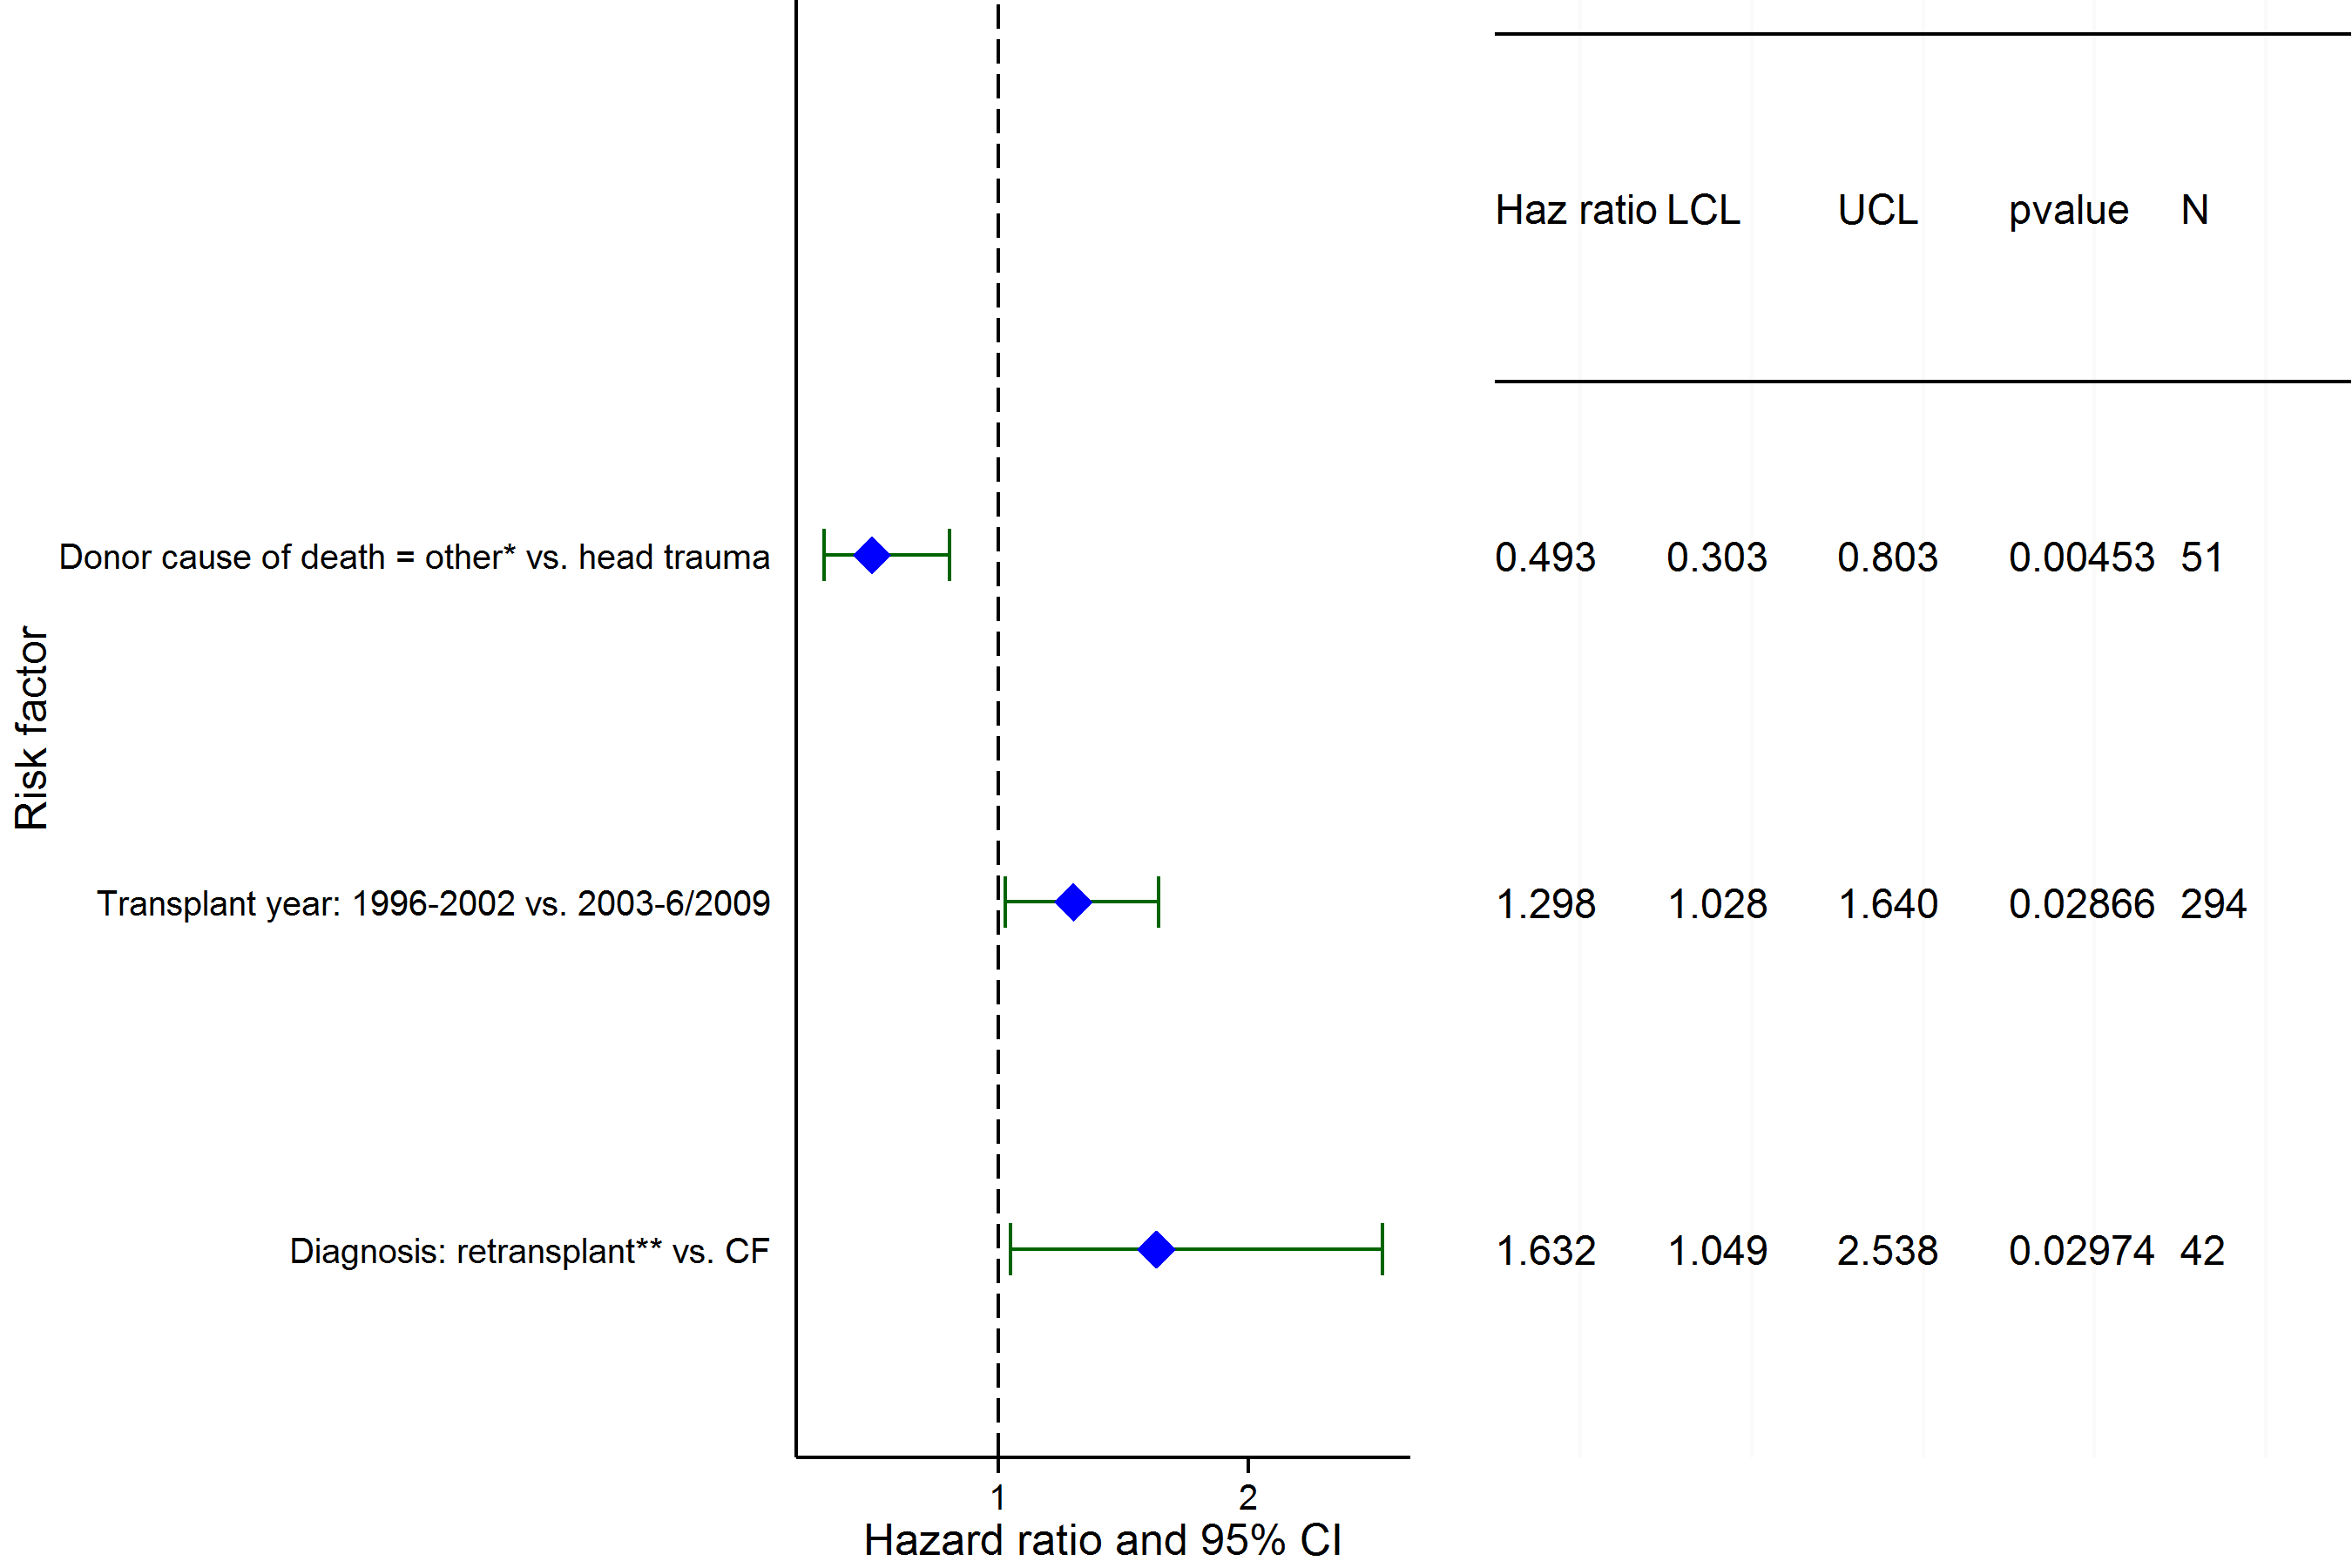 Haz ratio LCL UCL pvalue N
Donor cause of death = other* vs. head trauma 0.493 0.303 0.803 0.00453 51
Risk factor
Transplant year: 1996-2002 vs. 2003-6/2009 1.298 1.028 1.640 0.02866 294
Diagnosis: retransplant** vs. CF 1.632 1.049 2.538 0.02974 42
1 2
Hazard ratio and 95% CI